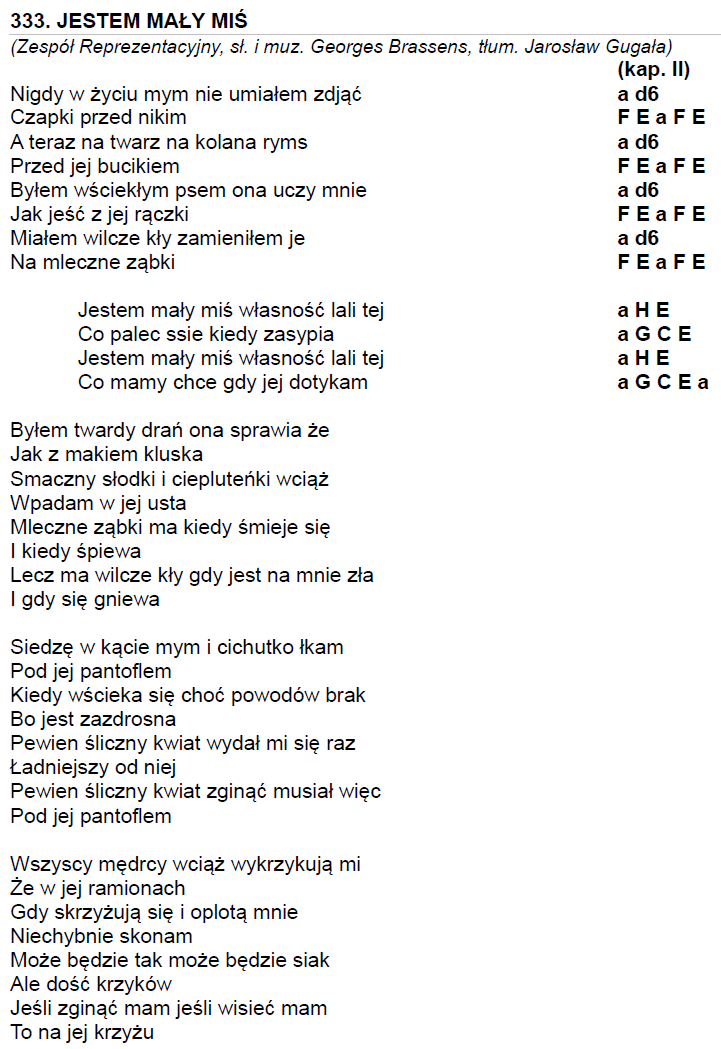 333. JESTEM MAŁY MIŚ
(Zespół Reprezentacyjny, sł. i muz. Georges Brassens, tłum. Jarosław Gugała)
(kap. II)
Nigdy w życiu mym nie umiałem zdjąć a d6
Czapki przed nikim F E a F E
A teraz na twarz na kolana ryms a d6
Przed jej bucikiem F E a F E
Byłem wściekłym psem ona uczy mnie a d6
Jak jeść z jej rączki F E a F E
Miałem wilcze kły zamieniłem je a d6
Na mleczne ząbki F E a F E

Jestem mały miś własność lali tej a H E
Co palec ssie kiedy zasypia a G C E
Jestem mały miś własność lali tej a H E
Co mamy chce gdy jej dotykam a G C E a

Byłem twardy drań ona sprawia że
Jak z makiem kluska
Smaczny słodki i ciepluteńki wciąż
Wpadam w jej usta
Mleczne ząbki ma kiedy śmieje się
I kiedy śpiewa
Lecz ma wilcze kły gdy jest na mnie zła
I gdy się gniewa

Siedzę w kącie mym i cichutko łkam
Pod jej pantoflem
Kiedy wścieka się choć powodów brak
Bo jest zazdrosna
Pewien śliczny kwiat wydał mi się raz
Ładniejszy od niej
Pewien śliczny kwiat zginąć musiał więc
Pod jej pantoflem

Wszyscy mędrcy wciąż wykrzykują mi
Że w jej ramionach
Gdy skrzyżują się i oplotą mnie
Niechybnie skonam
Może będzie tak może będzie siak
Ale dość krzyków
Jeśli zginąć mam jeśli wisieć mam
To na jej krzyżu